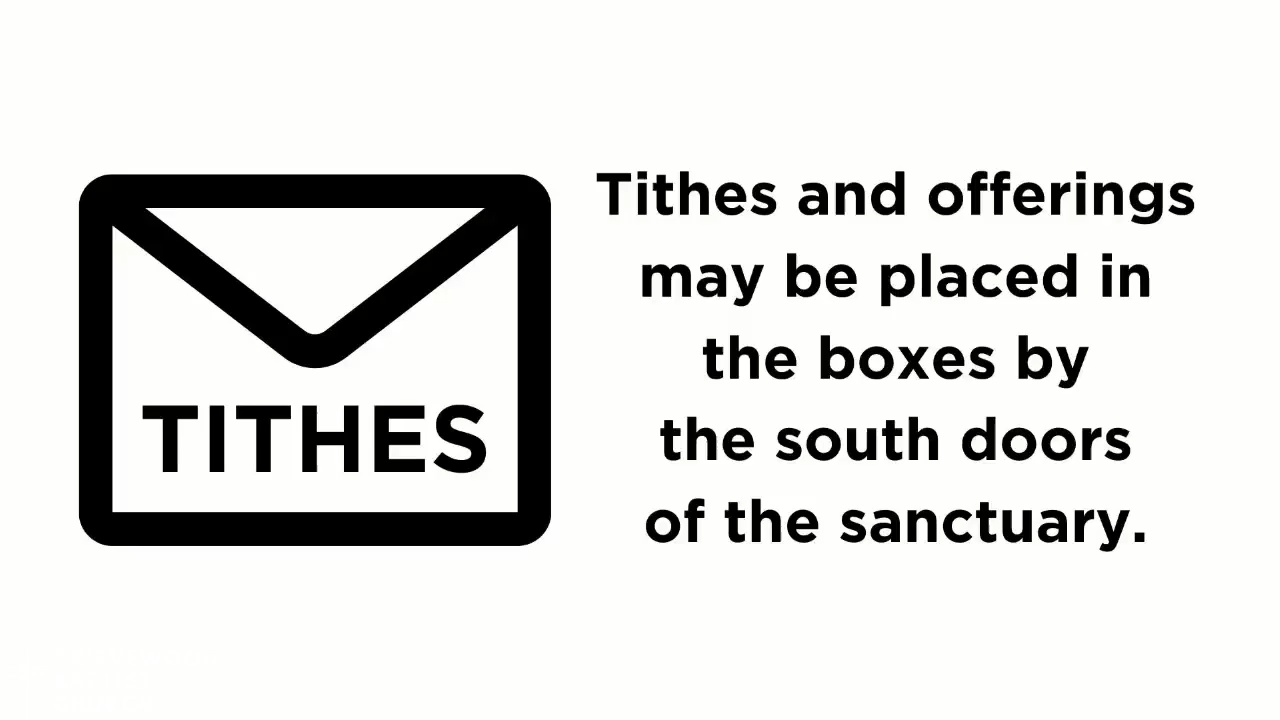 TITHES
Tithes and offerings
may be placed in
the boxes by
the south doors
of the sanctuary.